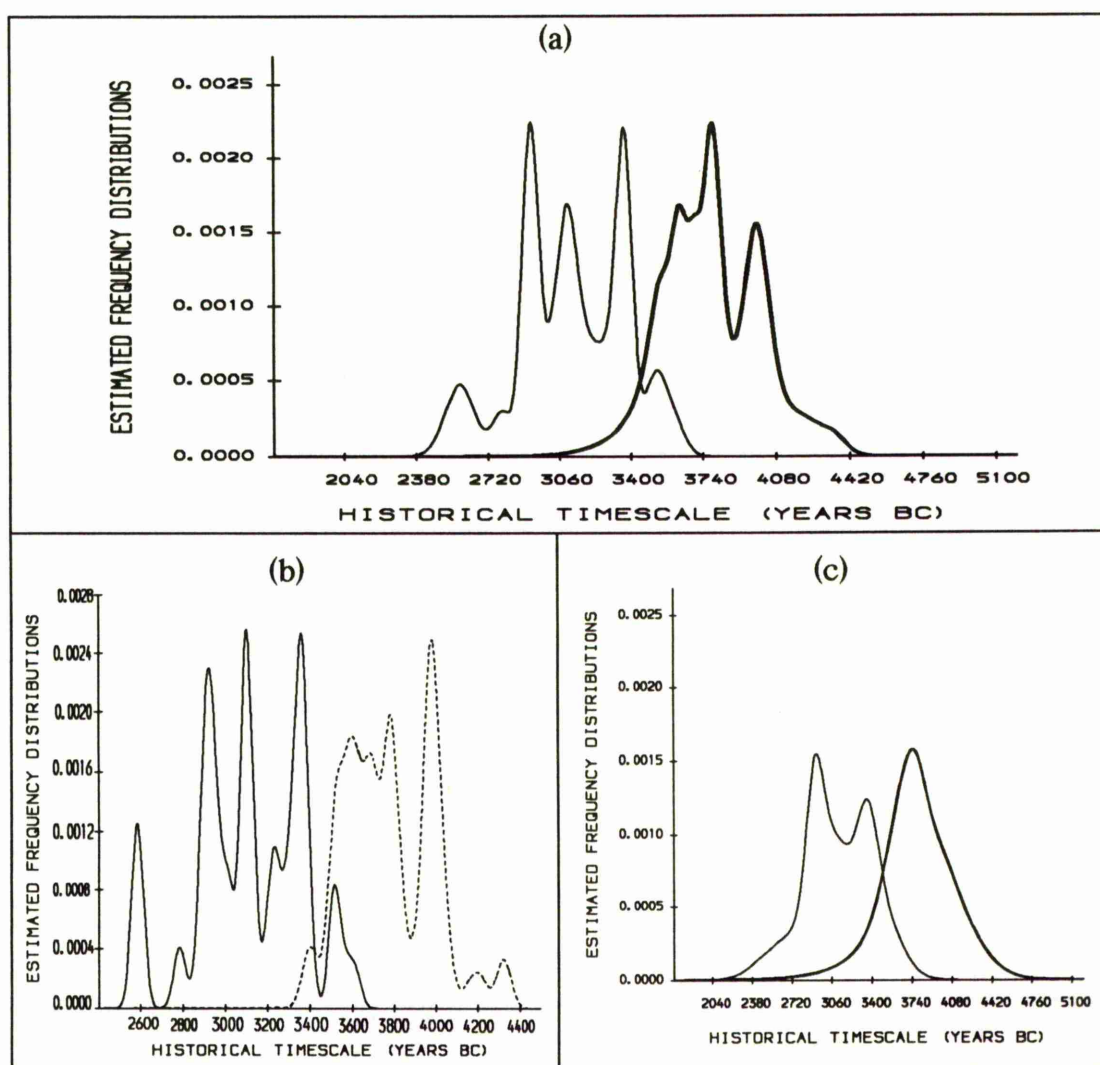 (a)
ESTIMATED FREQUENCY DISTRIBUTIONS
0.0025
0.0020
0.0015
0.0010
0.0005
0.0000
2040 2380 2720 3060 3400 3740 4080 4420 4760 5100
HISTORICAL TIMESCALE (YEARS BC)
(b)
ESTIMATED FREQUENCY DISTRIBUTIONS
0.0028
0.0024
0.0020
0.0016
0.0012
0.0008
0.0004
0.0000
2600 2800 3000 3200 3400 3600 3800 4000 4200 4400
HISTORICAL TIMESCALE (YEARS BC)
(c)
ESTIMATED FREQUENCY DISTRIBUTIONS
0.0025
0.0020
0.0015
0.0010
0.0005
0.0000
2040 2380 2720 3060 3400 3740 4080 4420 4760 5100
HISTORICAL TIMESCALE (YEARS BC)